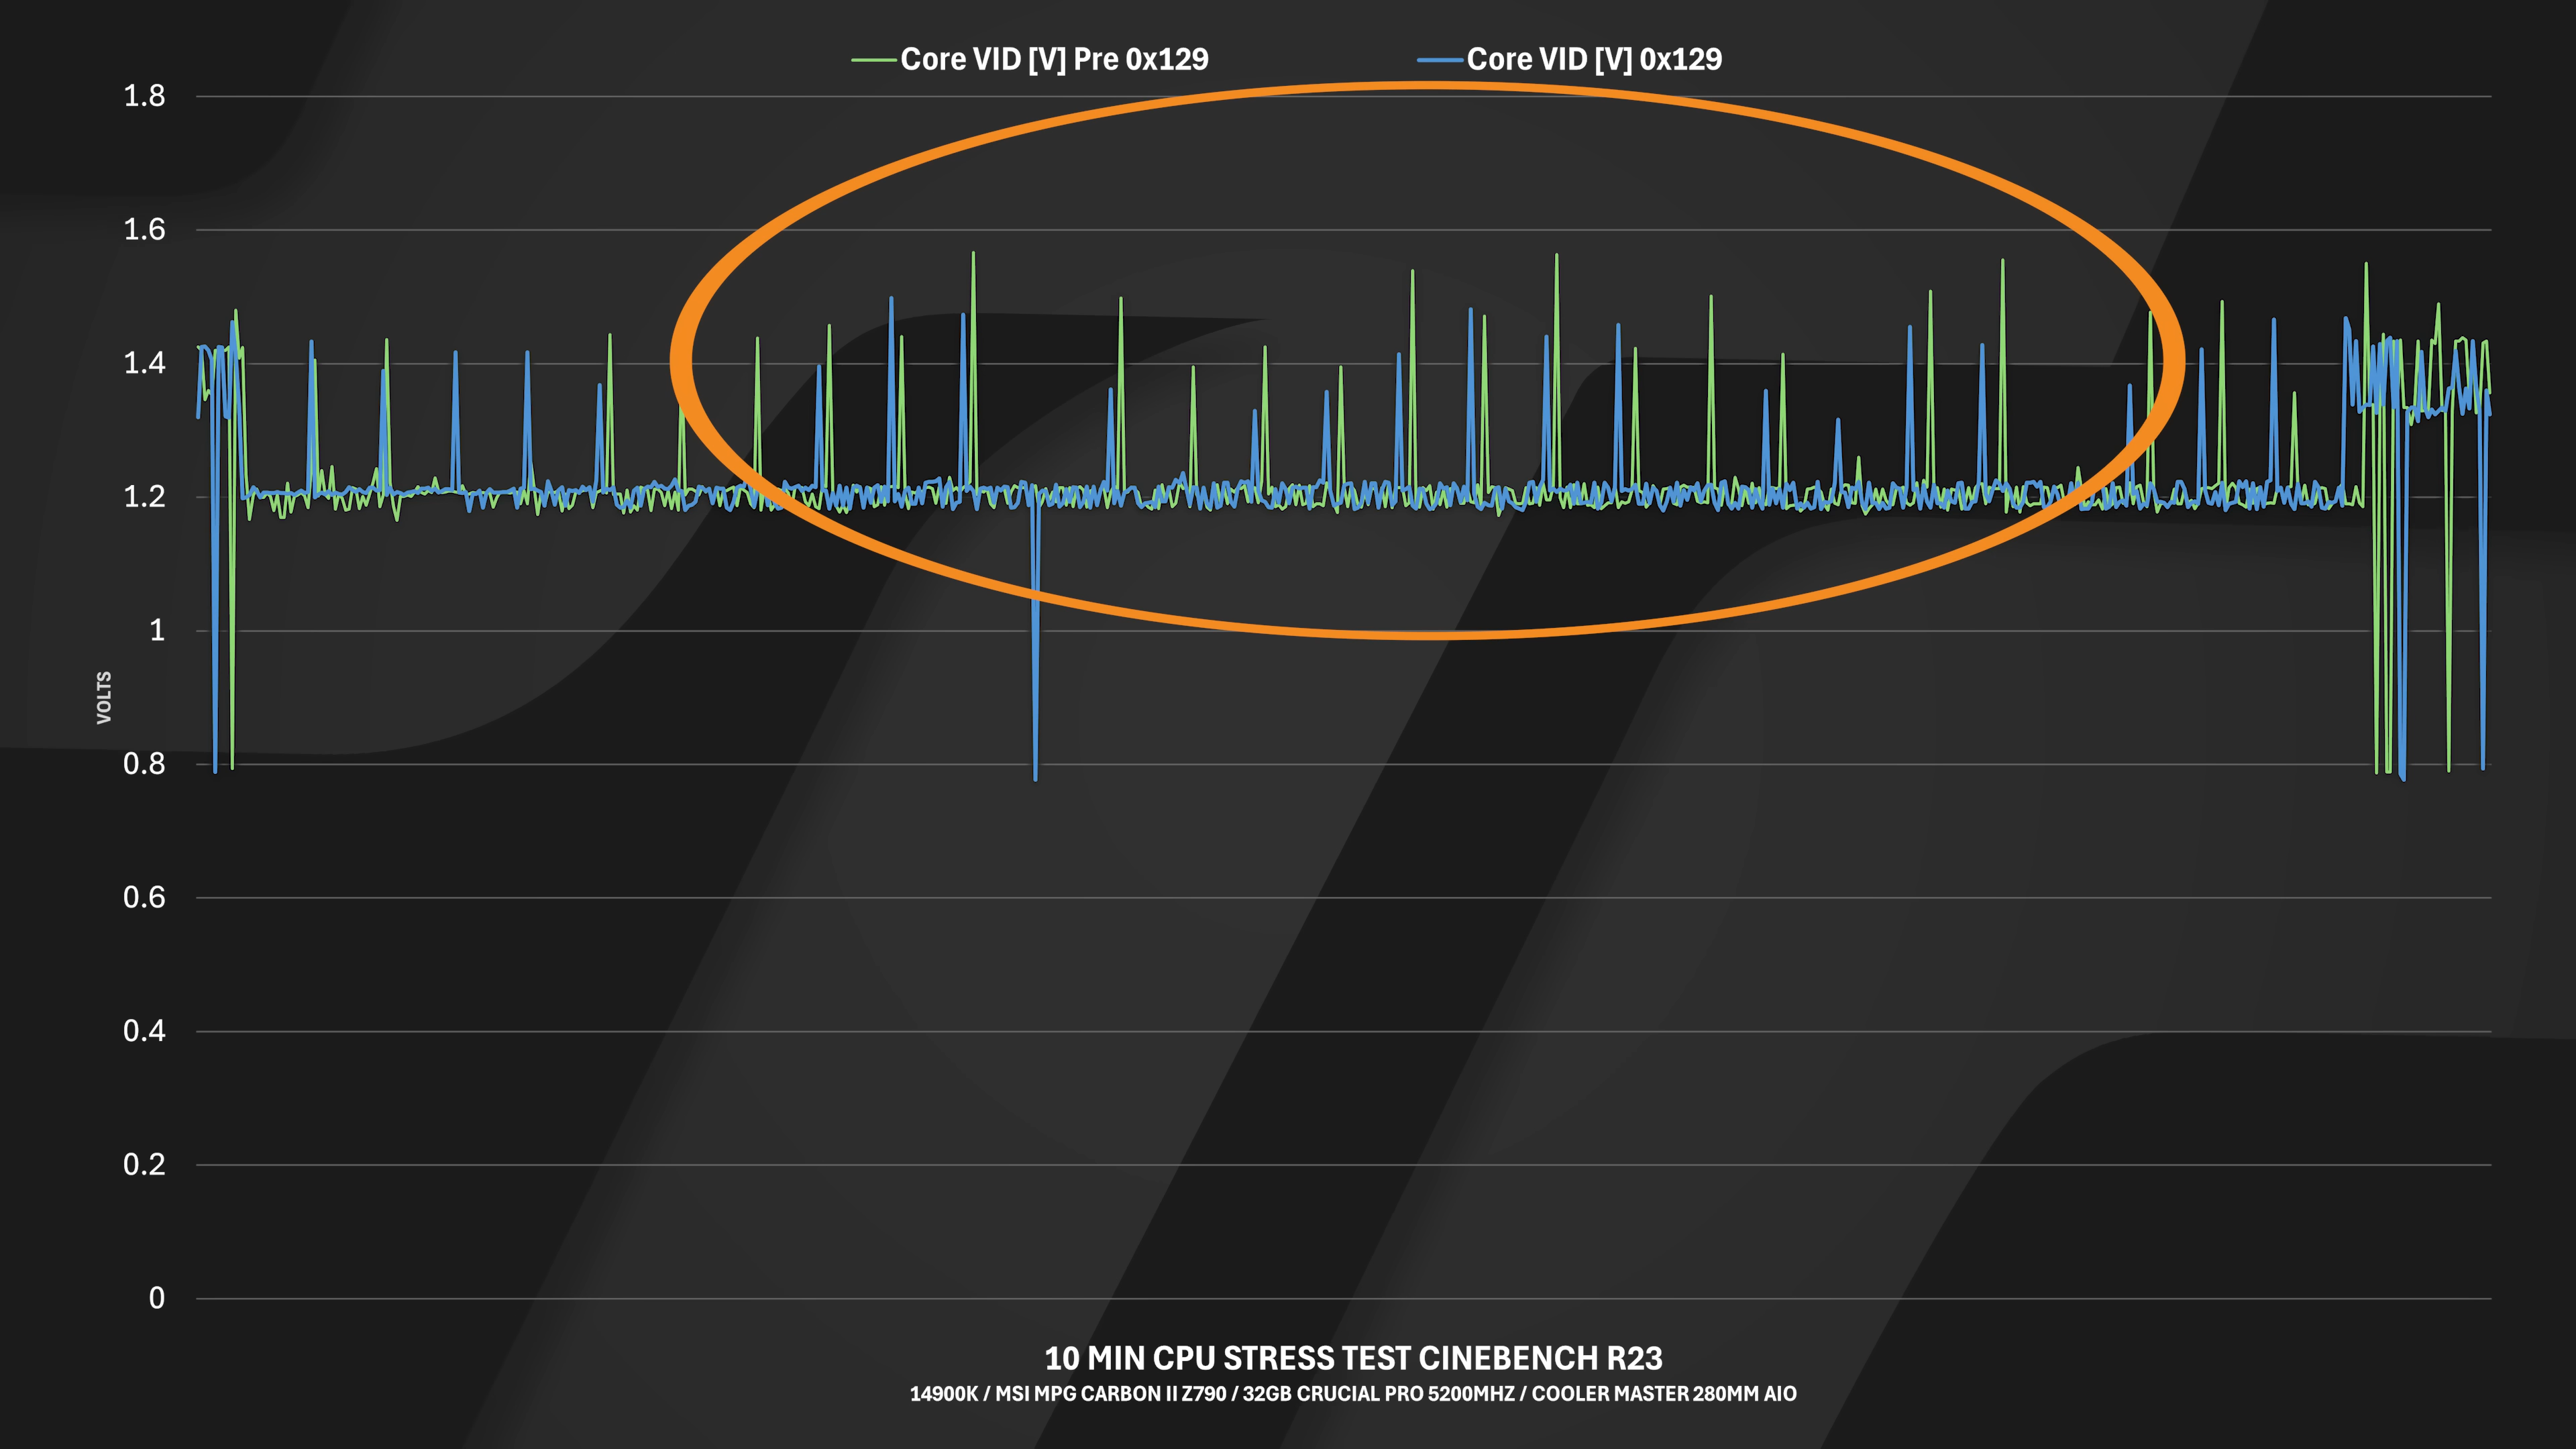 Core VID [V] Pre 0x129 Core VID [V] 0x129
1.8
1.6
1.4
1.2
1
0.8
0.6
0.4
0.2
0
VOLTS
10 MIN CPU STRESS TEST CINEBENCH R23
14900K / MSI MPG CARBON II Z790 / 32GB CRUCIAL PRO 5200MHZ / COOLER MASTER 280MM AIO